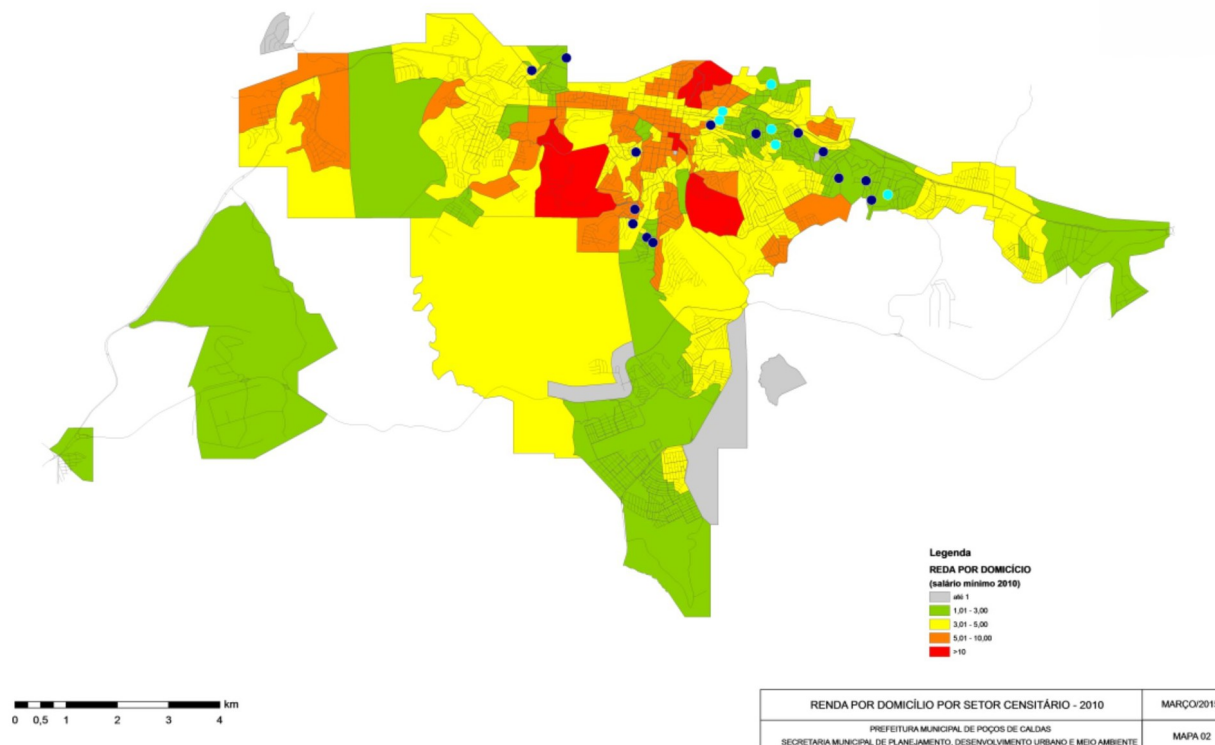 Legenda
REDA POR DOMICÍCIO
(salário mínimo 2010)
até 1
1,01 - 3,00
3,01 - 5,00
5,01 - 10,00
>10
km
0 0,5 1 2 3 4
RENDA POR DOMICÍLIO POR SETOR CENSITÁRIO - 2010
MARÇO/201
PREFEITURA MUNICIPAL DE POÇOS DE CALDAS
SECRETARIA MUNICIPAL DE PLANEJAMENTO, DESENVOLVIMENTO URBANO E MEIO AMBIENTE
MAPA 02